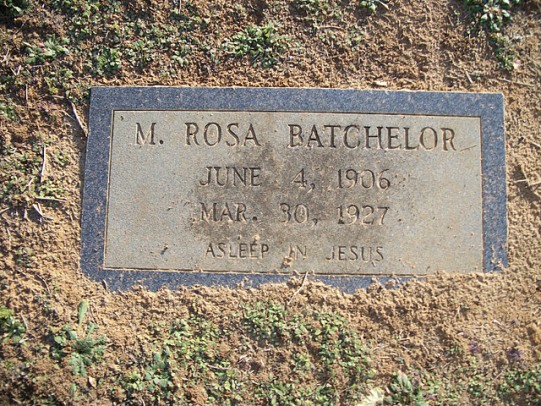 M. ROSA BATCHELOR
JUNE 4, 1906
MAR. 30, 1927
ASLEEP IN JESUS